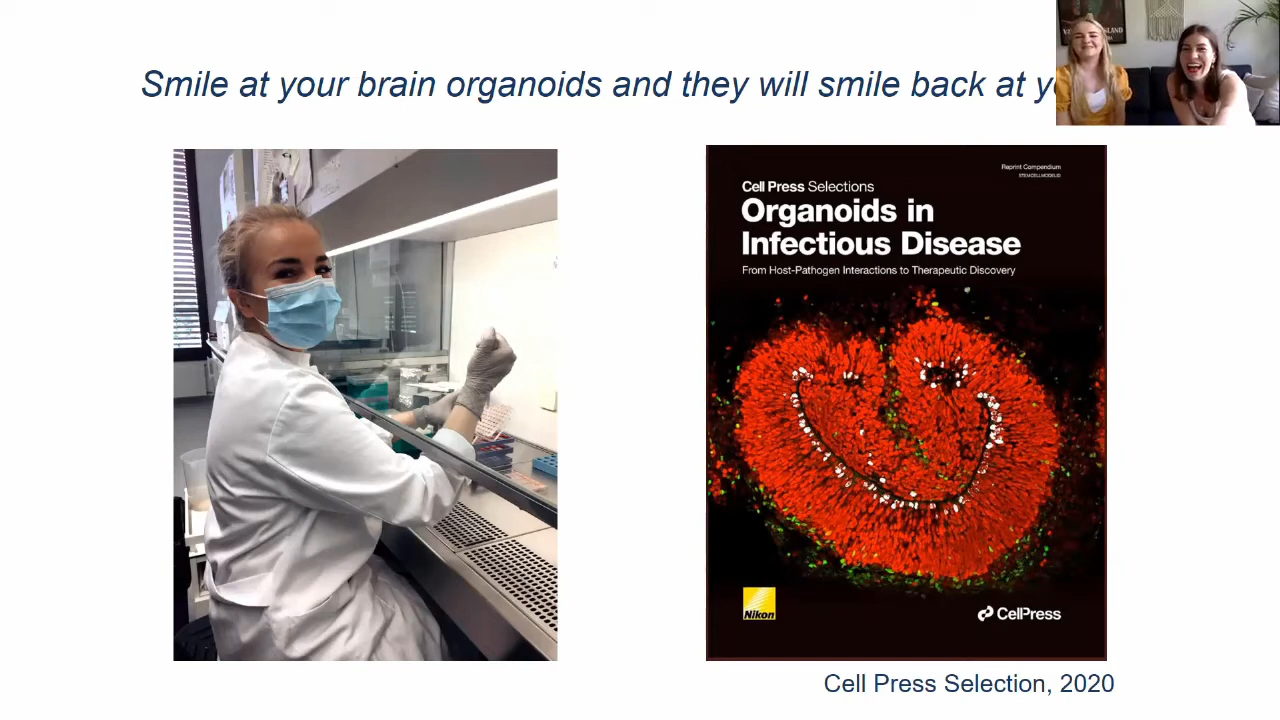 Smile at your brain organoids and they will smile back at y
Reprint Compendium
Cell Press Selections
Organoids in
Infectious Disease
From Host-Pathogen Interactions to Therapeutic Discovery
Nikon
CellPress
Cell Press Selection, 2020